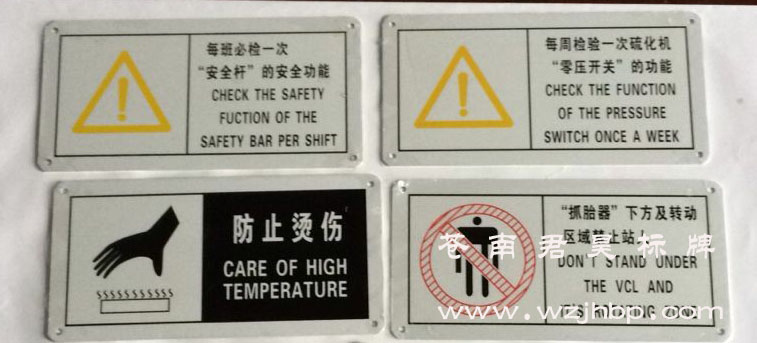 每班必检一次
“安全杆”的安全功能
CHECK THE SAFETY
FUCTION OF THE
SAFETY BAR PER SHIFT
每周检验一次硫化机
“零压开关”的功能
CHECK THE FUNCTION
OF THE PRESSURE
SWITCH ONCE A WEEK
防止烫伤
CARE OF HIGH
TEMPERATURE
“抓胎器”下方及转动
区域禁止站人
苍南君昊标牌
DON'T STAND UNDER
THE VCL AND
IT'S ROTATING ZONE
www.wzjhbp.com